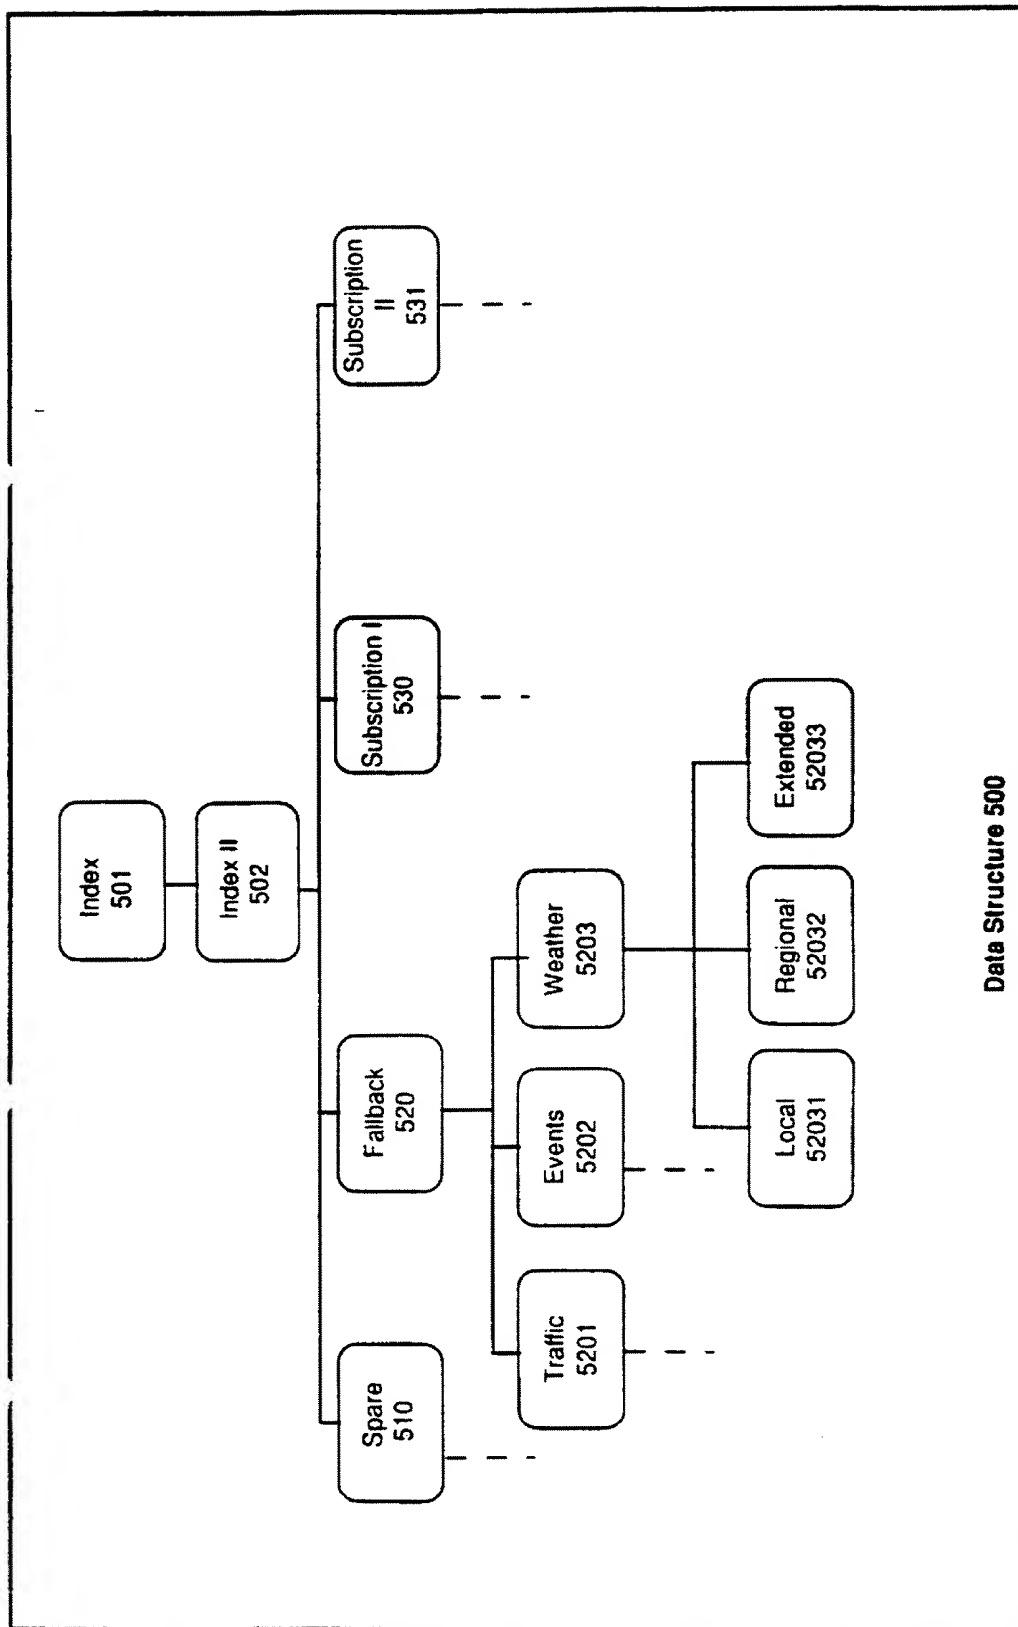 Index
501
Index II
502
Spare
510
Fallback
520
Subscription I
530
Subscription
II
531
Traffic
5201
Events
5202
Weather
5203
Local
52031
Regional
52032
Extended
52033
Data Structure 500